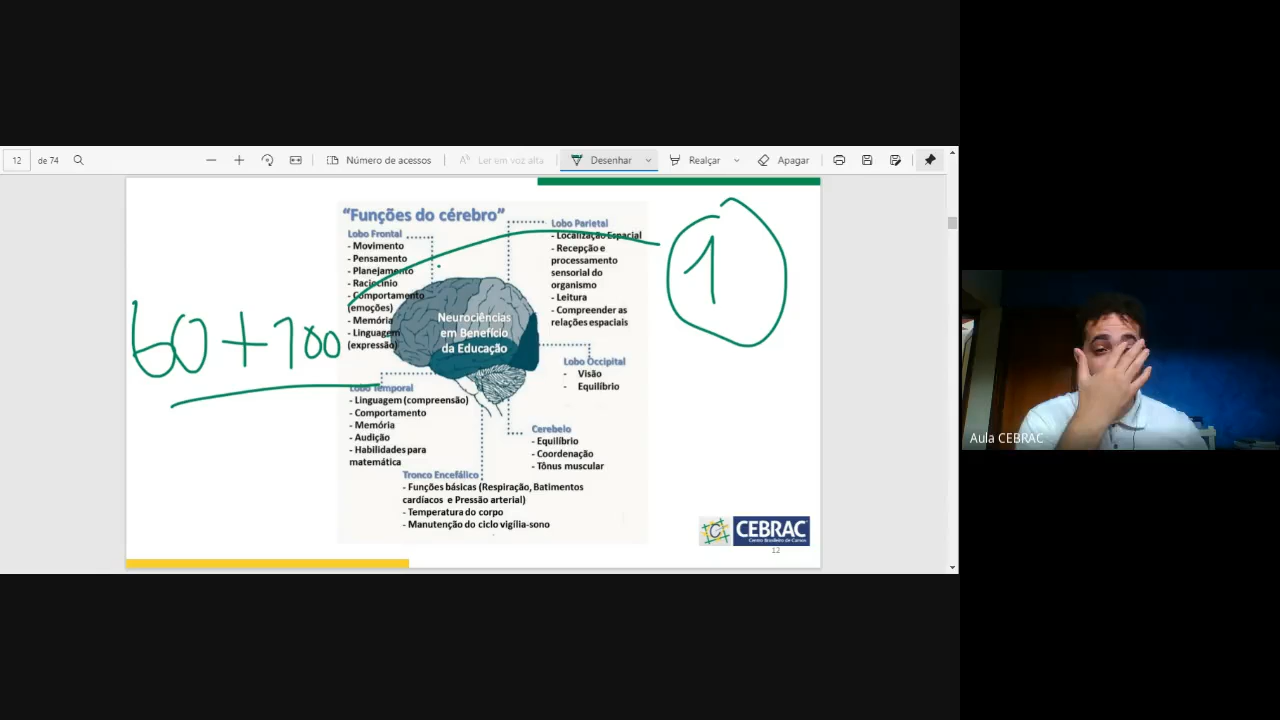 12 de 74 Número de acessos Ler em voz alta Desenhar Realçar Apagar
“Funções do cérebro”
Lobo Frontal
- Movimento
- Pensamento
- Planejamento
- Raciocínio
- Comportamento
(emoções)
- Memória
- Linguagem
(expressão)
Lobo Parietal
- Localização Espacial
- Recepção e
processamento
sensorial do
organismo
- Leitura
- Compreender as
relações espaciais
1
60+100
Neurociências
em Benefício
da Educação
Lobo Occipital
- Visão
- Equilíbrio
Lobo Temporal
- Linguagem (compreensão)
- Comportamento
- Memória
- Audição
- Habilidades para
matemática
Cerebelo
- Equilíbrio
- Coordenação
- Tônus muscular
Tronco Encefálico
- Funções básicas (Respiração, Batimentos
cardíacos e Pressão arterial)
- Temperatura do corpo
- Manutenção do ciclo vigília-sono
C CEBRAC
Centro Brasileiro de Cursos
12
Aula CEBRAC